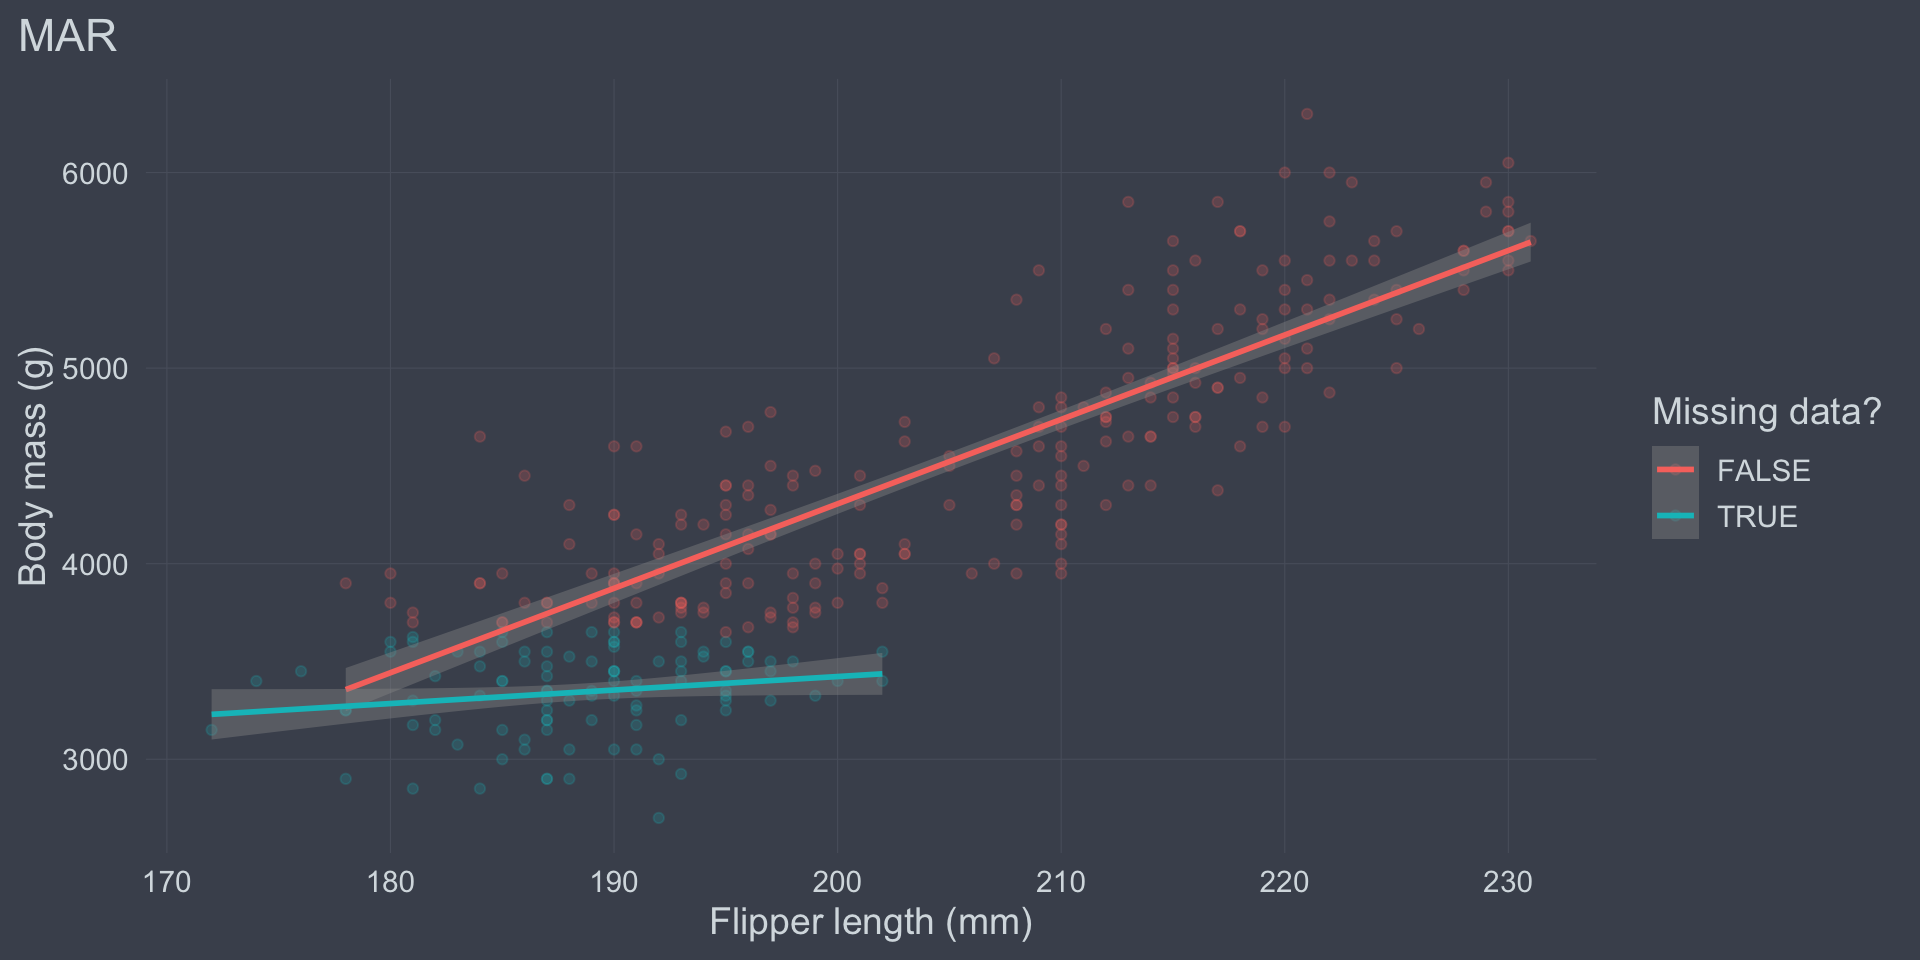 MAR
6000
5000
4000
3000
Body mass (g)
170 180 190 200 210 220 230
Flipper length (mm)
Missing data?
FALSE
TRUE